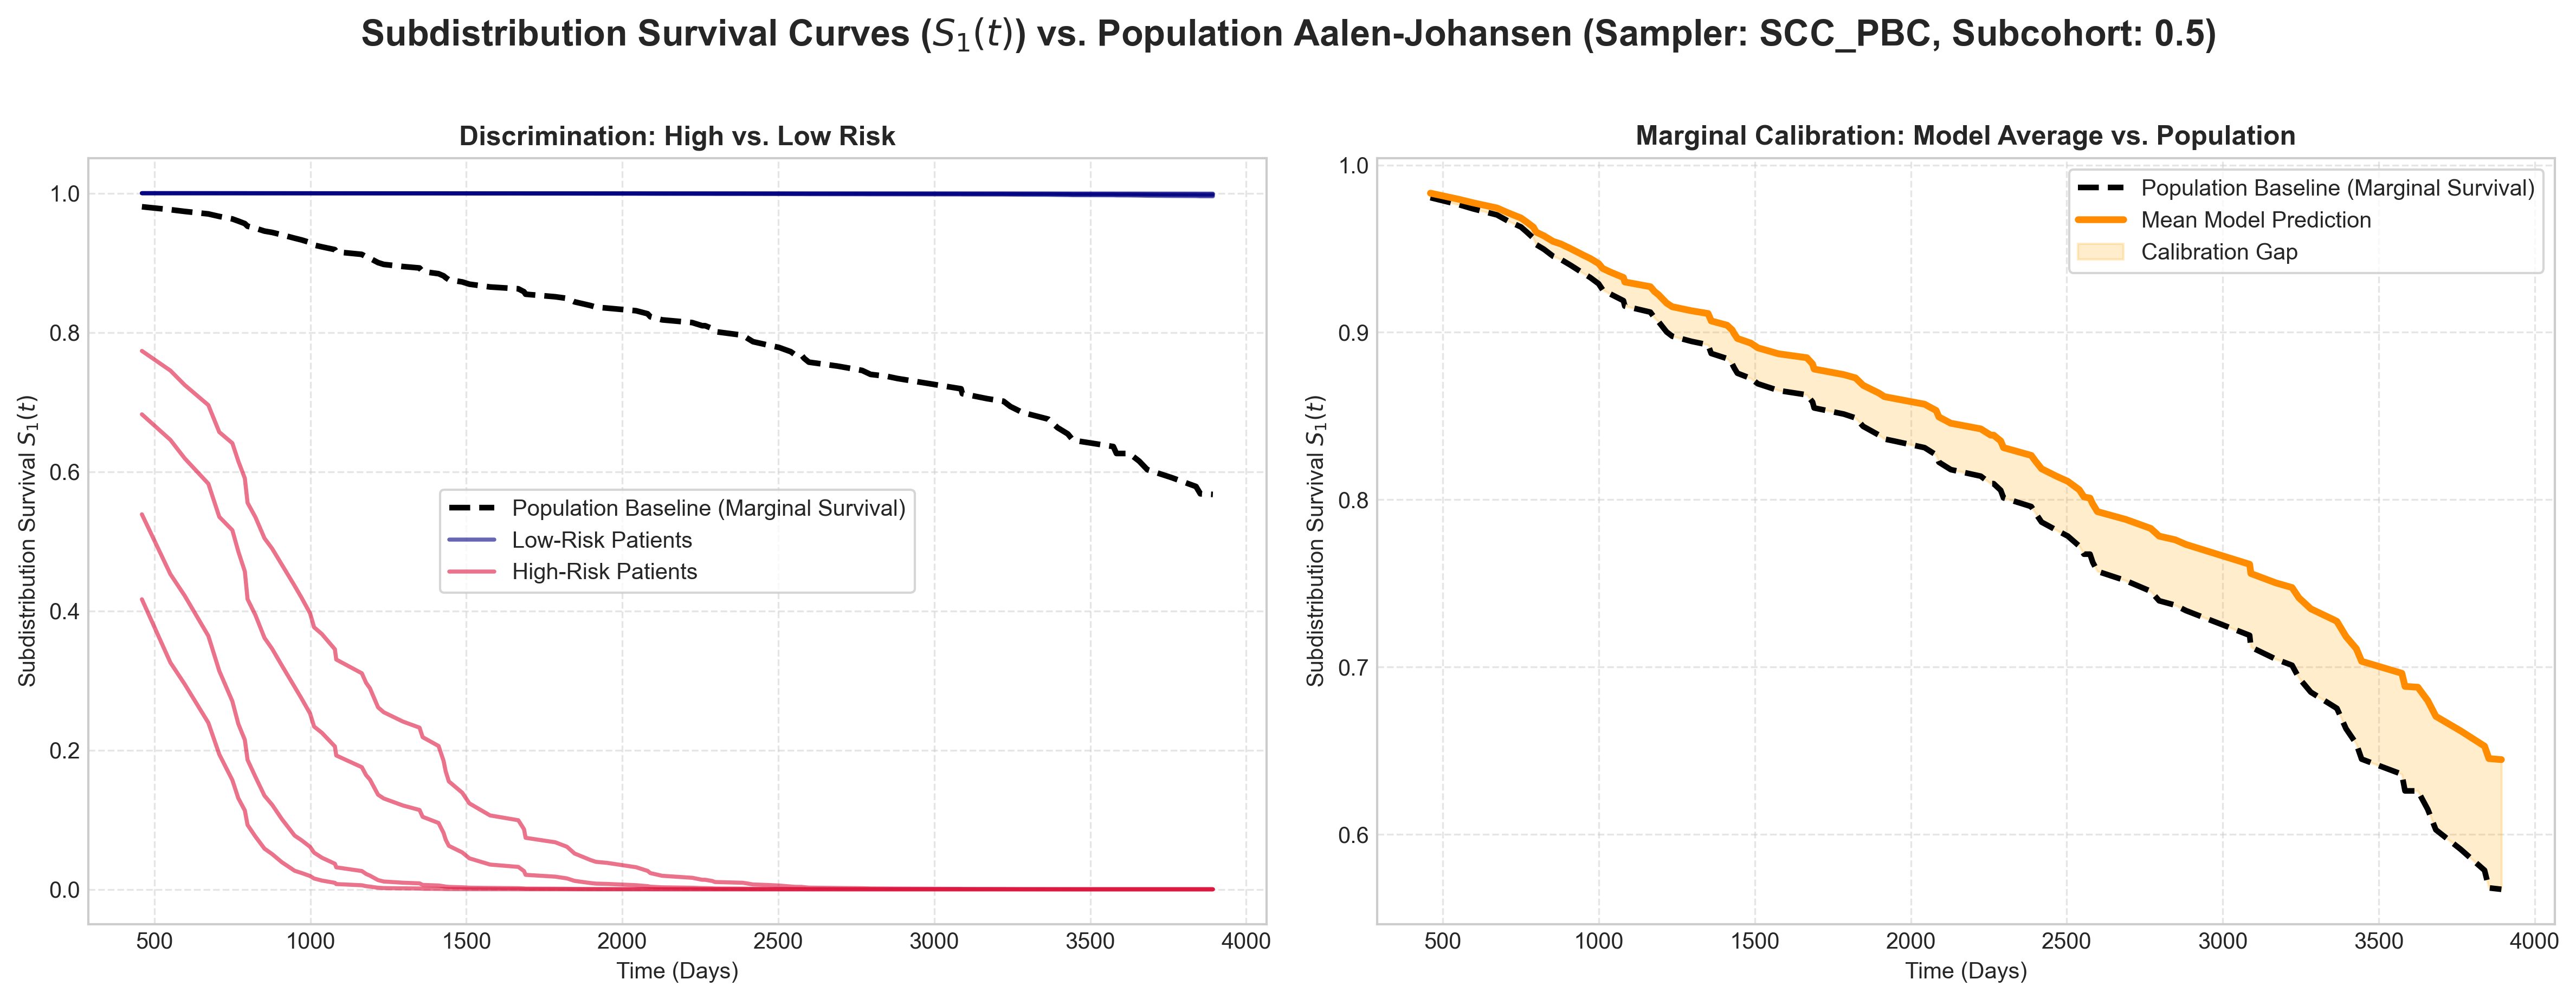 Subdistribution Survival Curves (S₁(t)) vs. Population Aalen-Johansen (Sampler: SCC_PBC, Subcohort: 0.5)
Discrimination: High vs. Low Risk
Subdistribution Survival S₁(t)
1.0
0.8
0.6
0.4
0.2
0.0
Population Baseline (Marginal Survival)
Low-Risk Patients
High-Risk Patients
500 1000 1500 2000 2500 3000 3500 4000
Time (Days)
Marginal Calibration: Model Average vs. Population
Subdistribution Survival S₁(t)
1.0
0.9
0.8
0.7
0.6
Population Baseline (Marginal Survival)
Mean Model Prediction
Calibration Gap
500 1000 1500 2000 2500 3000 3500 4000
Time (Days)